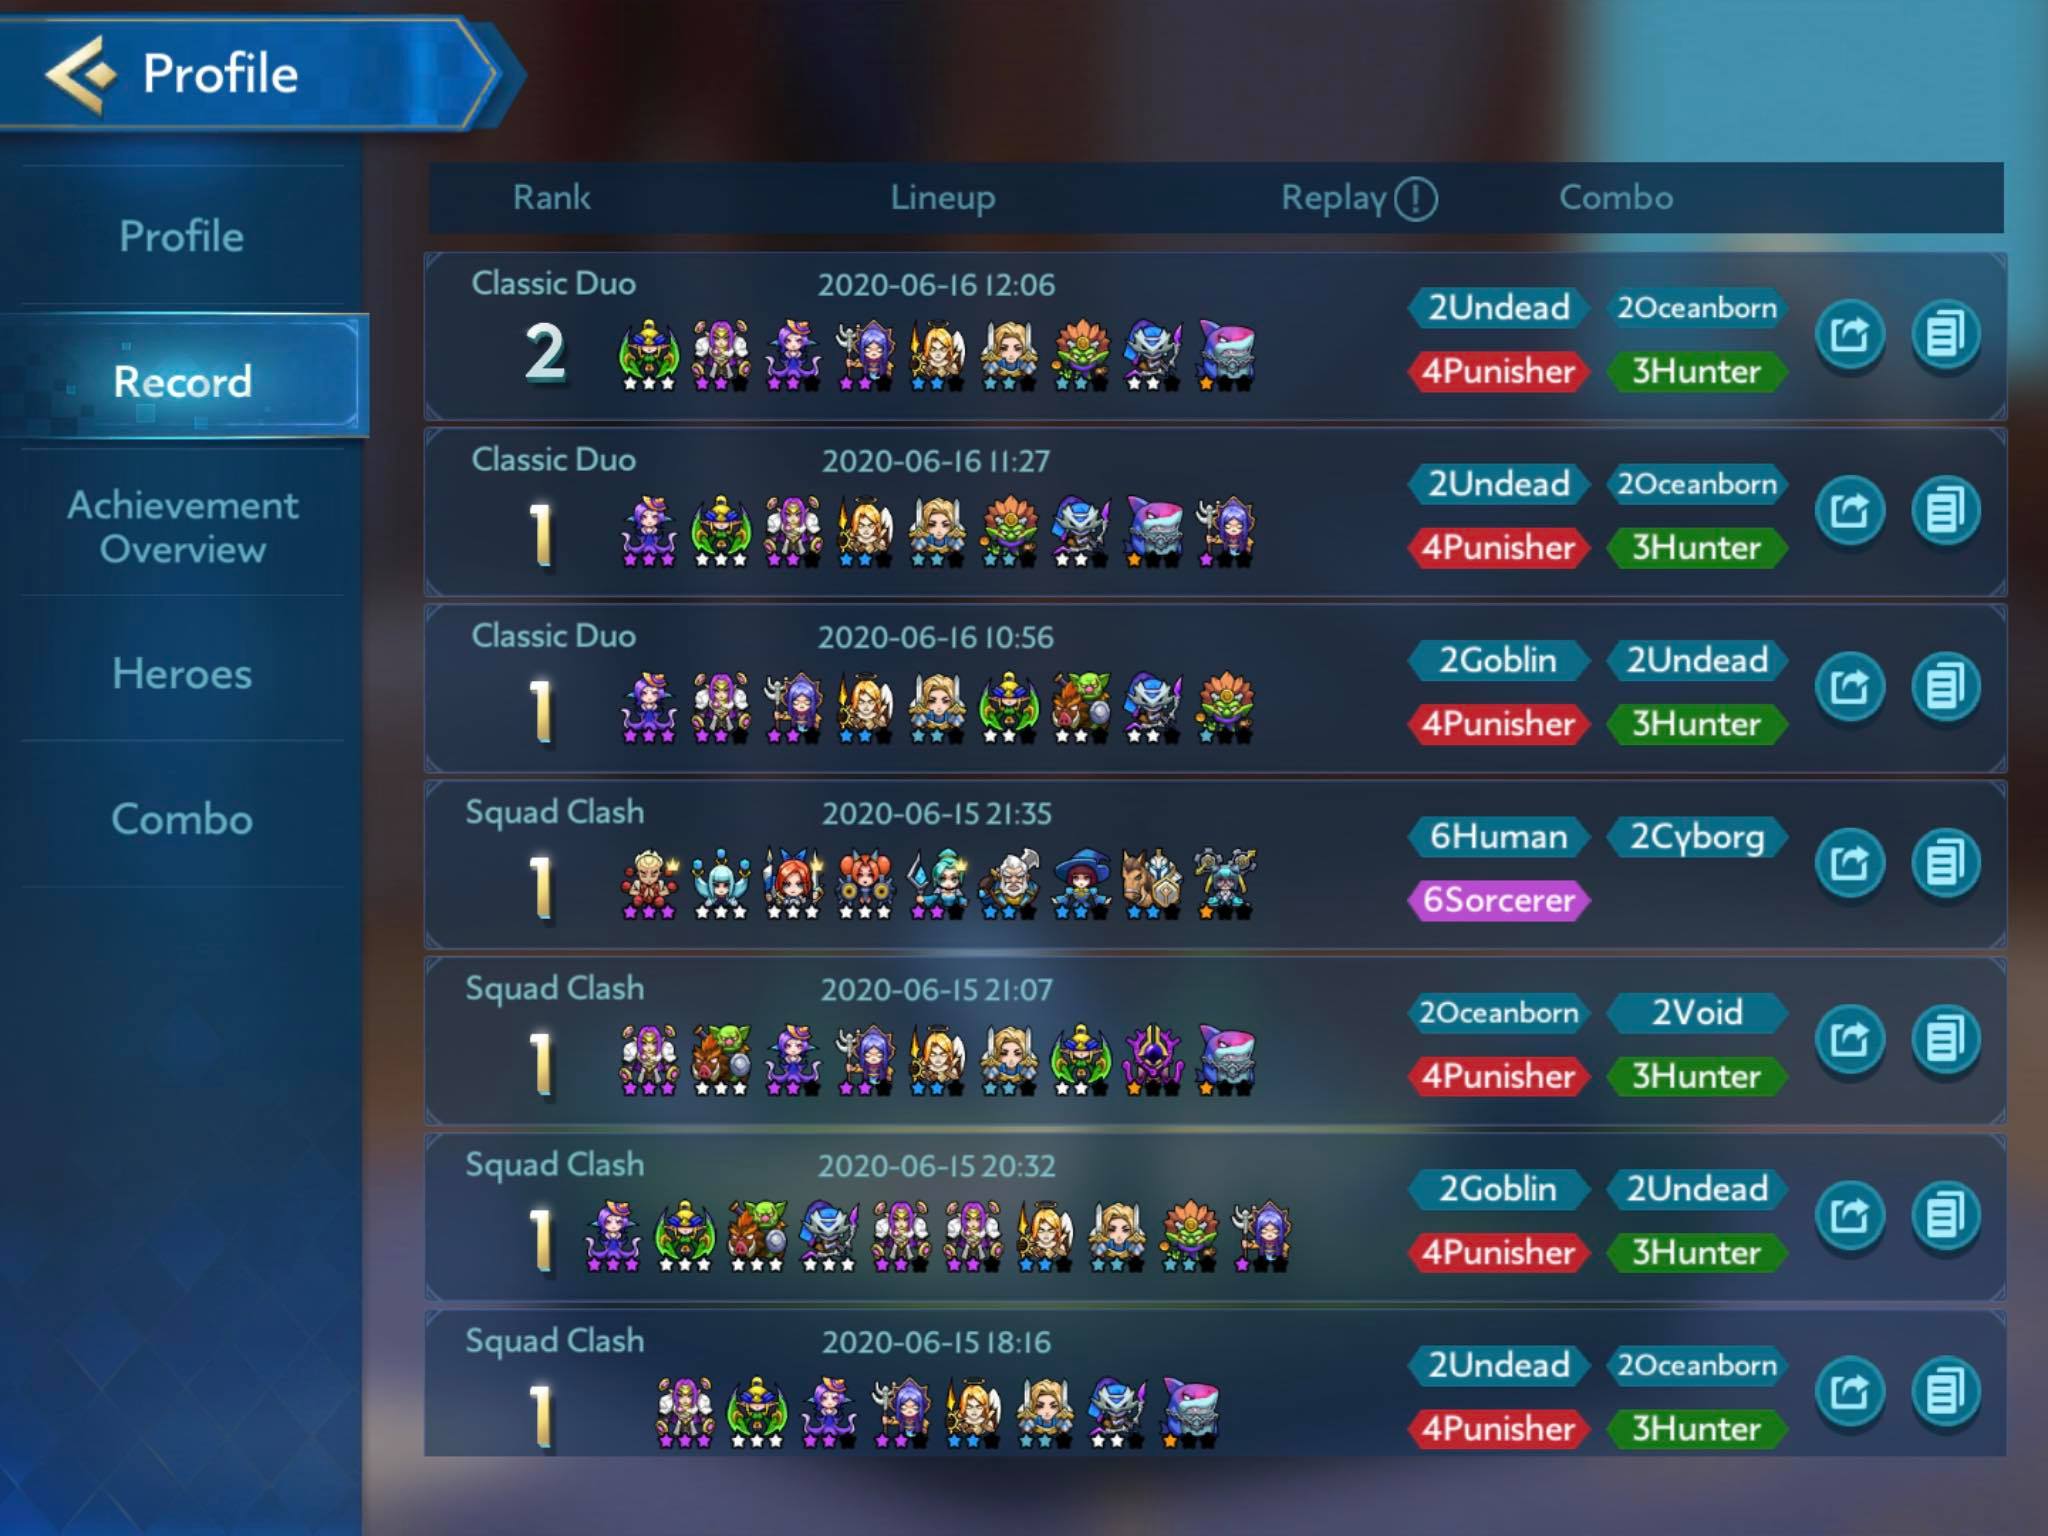 Profile
Profile
Record
Achievement
Overview
Heroes
Combo
Rank Lineup Replay Combo
Classic Duo 2020-06-16 12:06
2
2Undead 2Oceanborn
4Punisher 3Hunter
Classic Duo 2020-06-16 11:27
1
2Undead 2Oceanborn
4Punisher 3Hunter
Classic Duo 2020-06-16 10:56
1
2Goblin 2Undead
4Punisher 3Hunter
Squad Clash 2020-06-15 21:35
1
6Human 2Cyborg
6Sorcerer
Squad Clash 2020-06-15 21:07
1
2Oceanborn 2Void
4Punisher 3Hunter
Squad Clash 2020-06-15 20:32
1
2Goblin 2Undead
4Punisher 3Hunter
Squad Clash 2020-06-15 18:16
1
2Undead 2Oceanborn
4Punisher 3Hunter